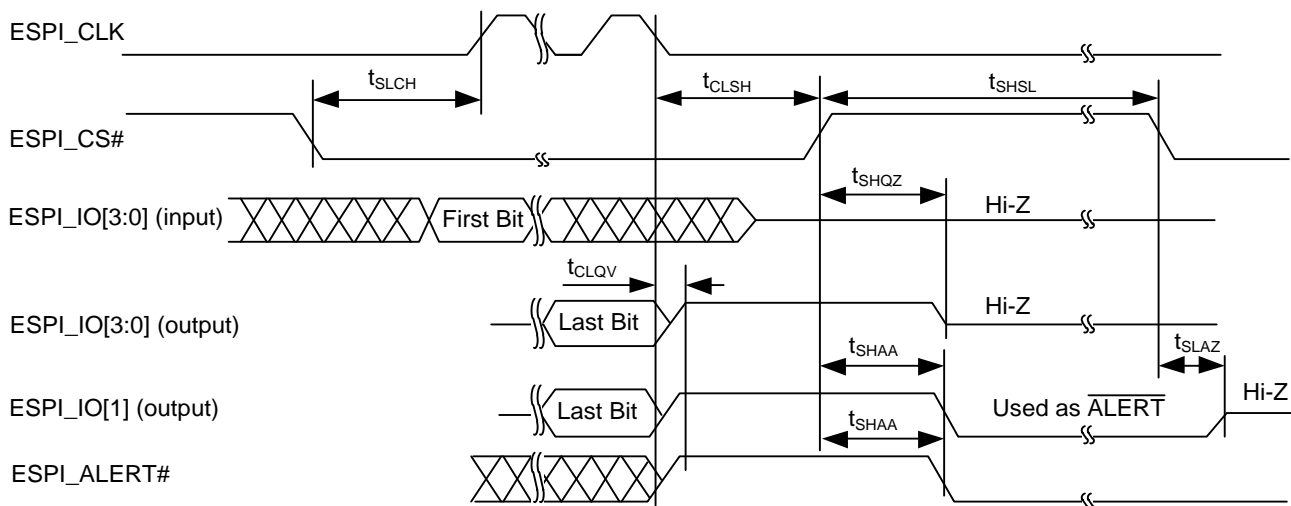 ESPI_CLK
tSLCH
tCLSH
tSHSL
ESPI_CS#
tSHQZ
ESPI_IO[3:0] (input)
First Bit
Hi-Z
tCLQV
ESPI_IO[3:0] (output)
Last Bit
Hi-Z
tSHAA
tSLAZ
ESPI_IO[1] (output)
Last Bit
Used as ALERT
Hi-Z
tSHAA
ESPI_ALERT#